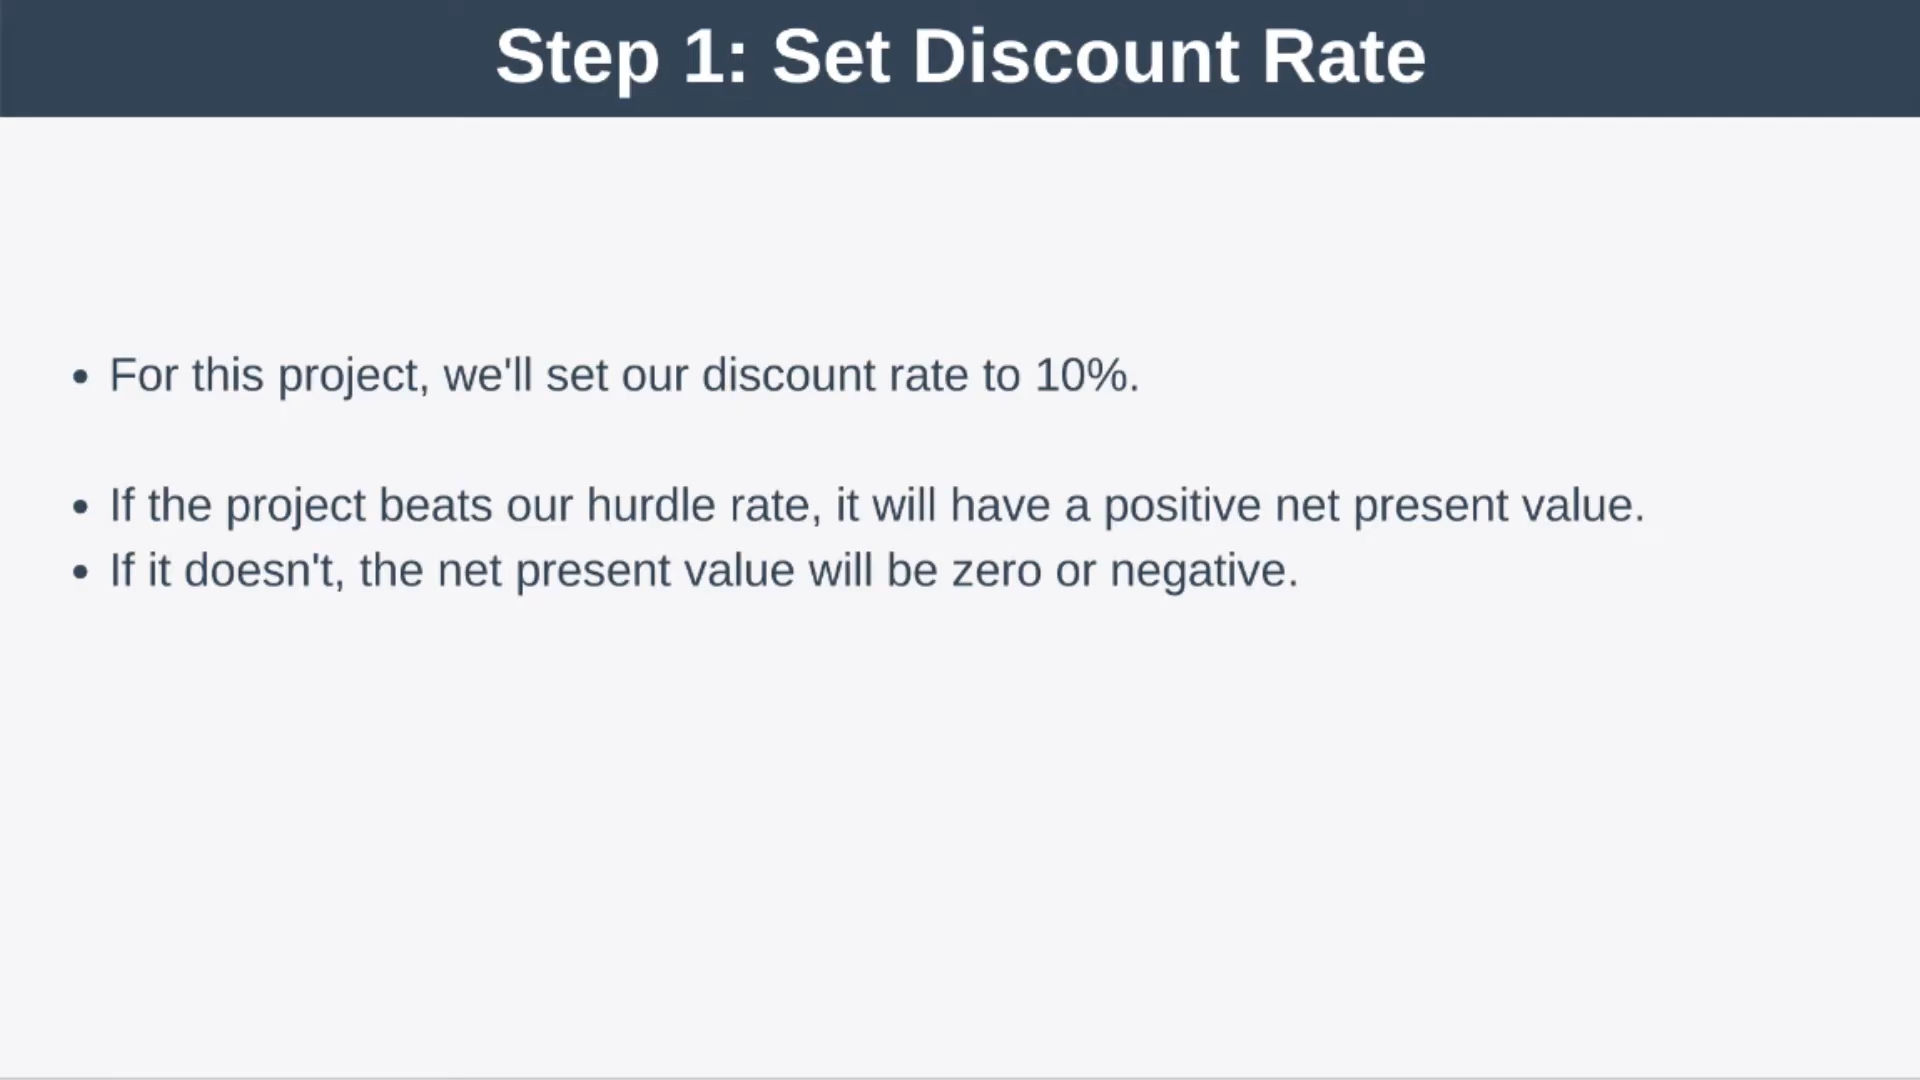 Step 1: Set Discount Rate
• For this project, we'll set our discount rate to 10%.
• If the project beats our hurdle rate, it will have a positive net present value.
• If it doesn't, the net present value will be zero or negative.